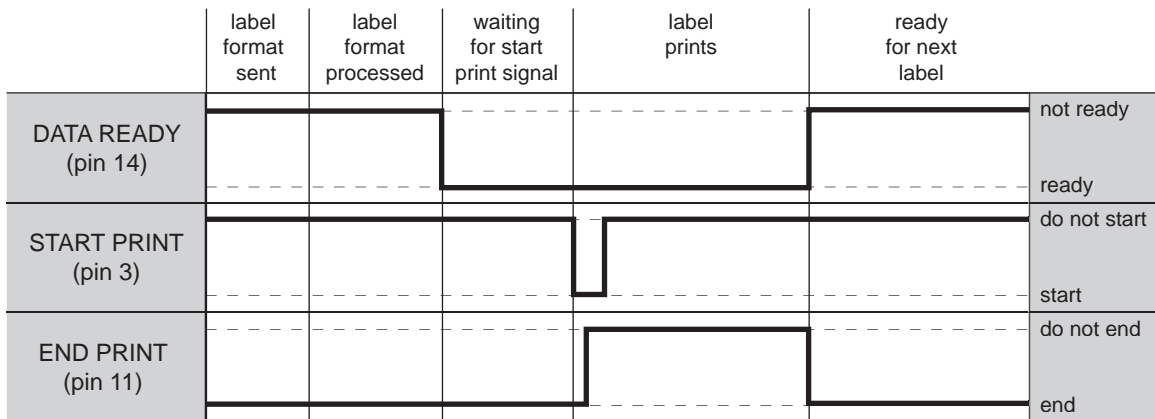 label
format
sent
label
format
processed
waiting
for start
print signal
label
prints
ready
for next
label
DATA READY
(pin 14)
not ready
ready
START PRINT
(pin 3)
do not start
start
END PRINT
(pin 11)
do not end
end